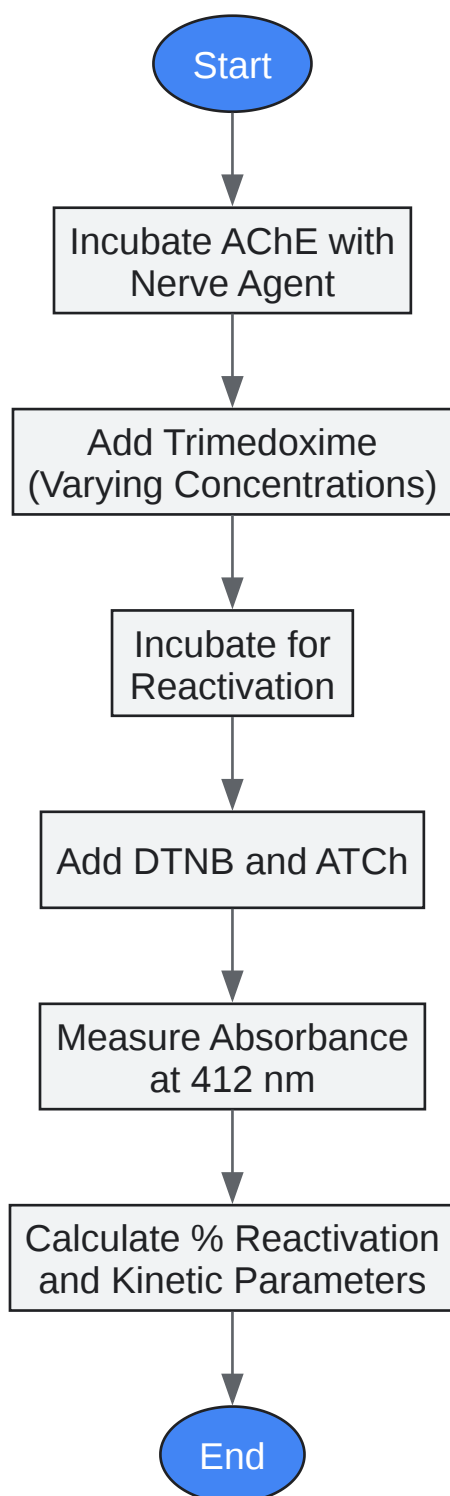 Start
Incubate AChE with
Nerve Agent
Add Trimedoxime
(Varying Concentrations)
Incubate for
Reactivation
Add DTNB and ATCh
Measure Absorbance
at 412 nm
Calculate % Reactivation
and Kinetic Parameters
End